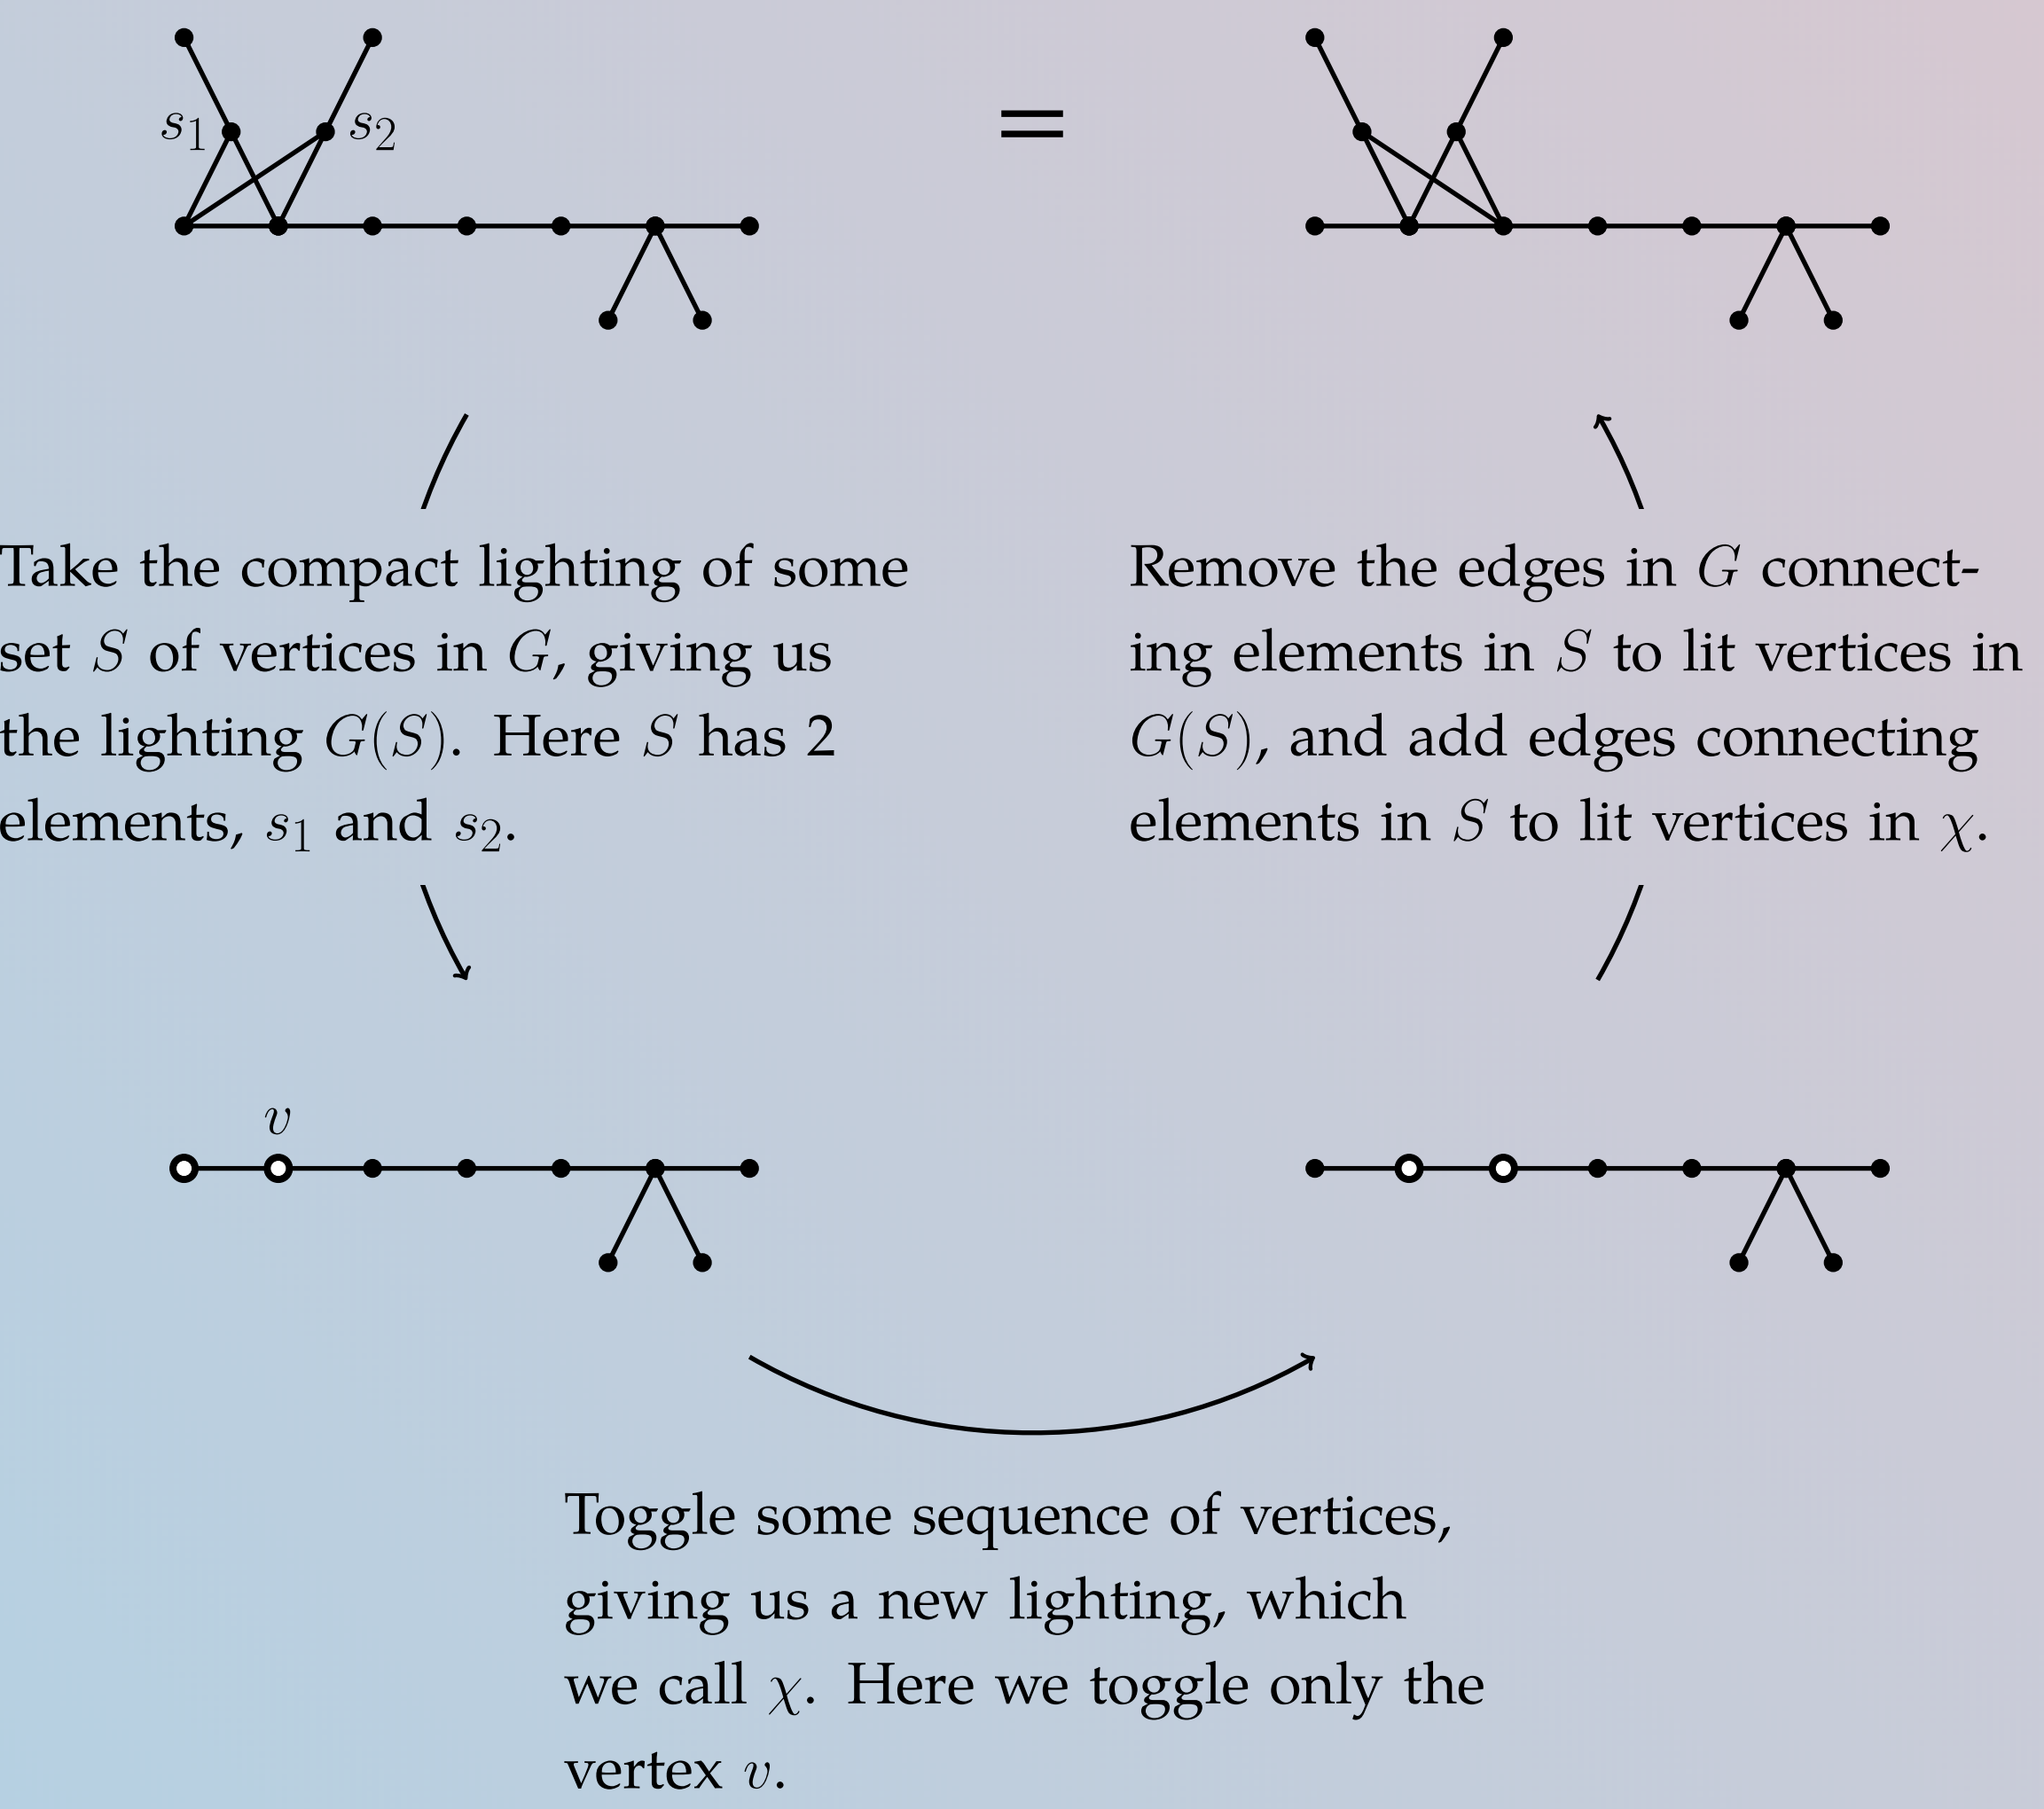 s₁
s₂
=
Take the compact lighting of some
set S of vertices in G, giving us
the lighting G(S). Here S has 2
elements, s₁ and s₂.
Remove the edges in G connect-
ing elements in S to lit vertices in
G(S), and add edges connecting
elements in S to lit vertices in χ.
v
Toggle some sequence of vertices,
giving us a new lighting, which
we call χ. Here we toggle only the
vertex v.